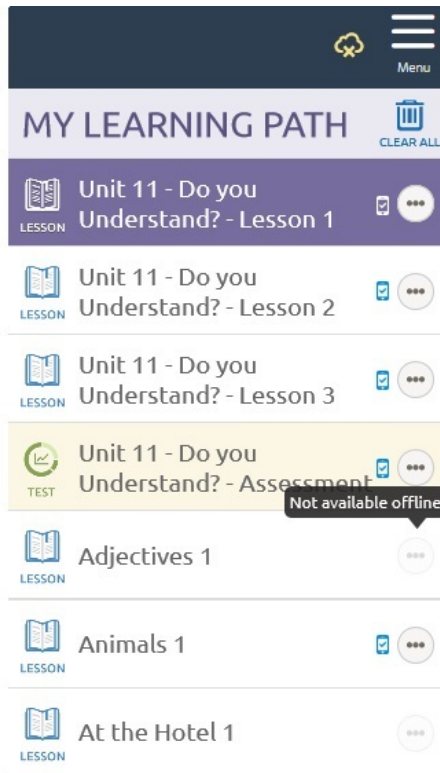 Menu
MY LEARNING PATH
CLEAR ALL
LESSON
Unit 11 - Do you
Understand? - Lesson 1
LESSON
Unit 11 - Do you
Understand? - Lesson 2
LESSON
Unit 11 - Do you
Understand? - Lesson 3
TEST
Unit 11 - Do you
Understand? - Assessment
Not available offline
LESSON
Adjectives 1
LESSON
Animals 1
LESSON
At the Hotel 1